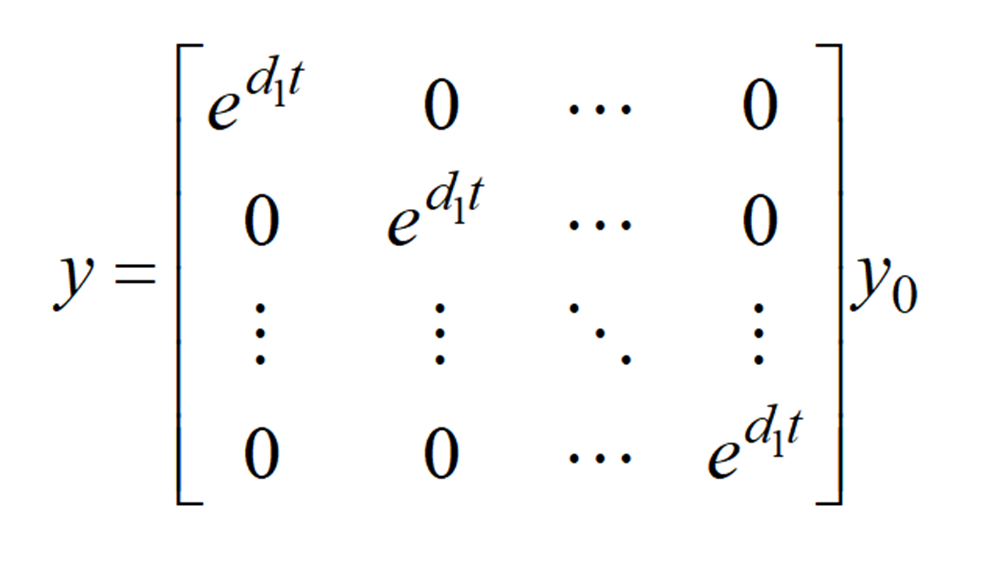 y = [ e^{d_1 t} 0 ⋯ 0
0 e^{d_1 t} ⋯ 0
⋮ ⋮ ⋱ ⋮
0 0 ⋯ e^{d_1 t} ] y_0